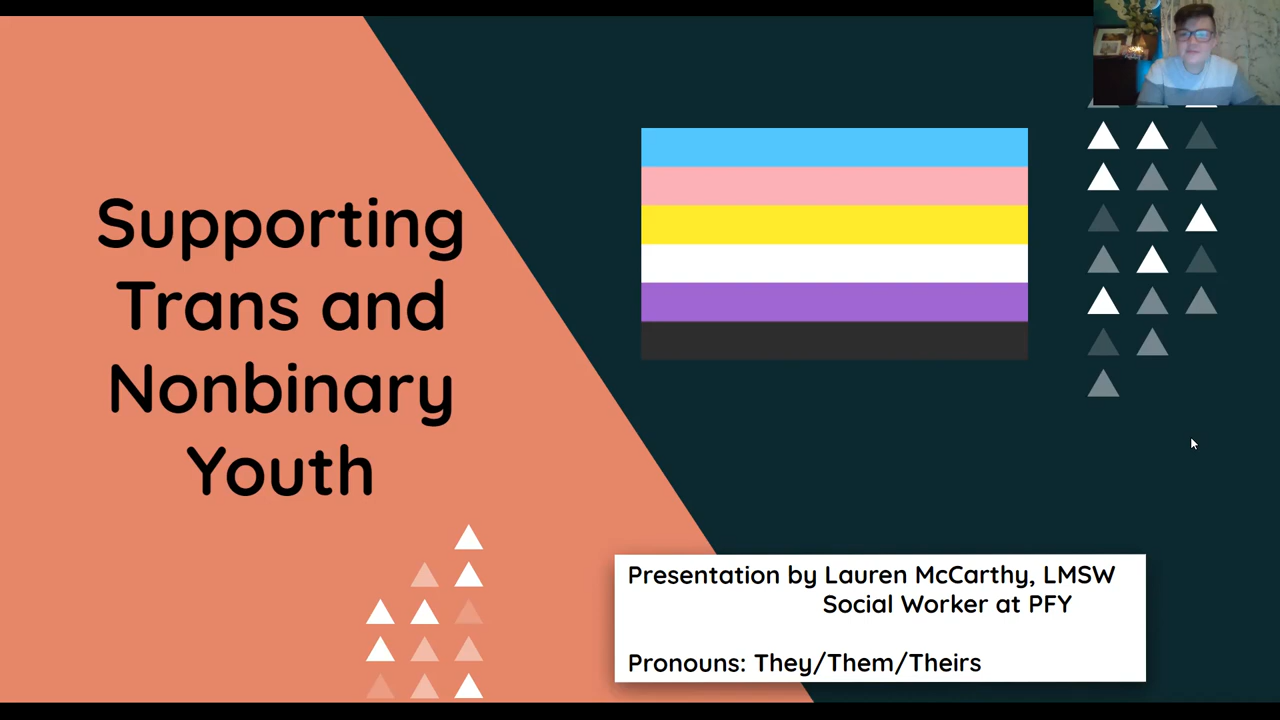 Supporting
Trans and
Nonbinary
Youth
Presentation by Lauren McCarthy, LMSW
Social Worker at PFY
Pronouns: They/Them/Theirs